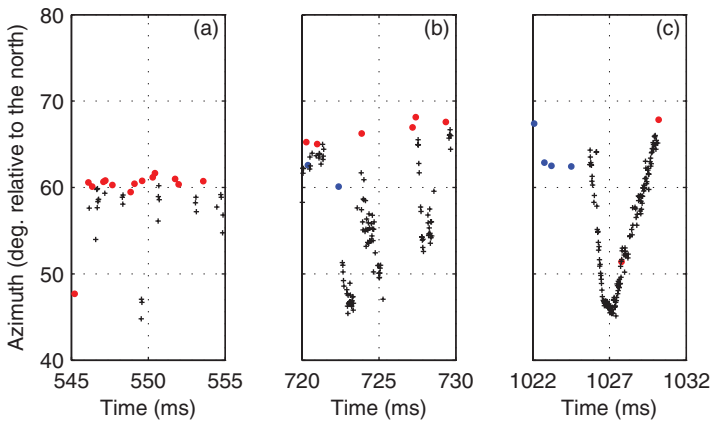 (a) (b) (c)
Azimuth (deg. relative to the north)
80
70
60
50
40
545 550 555 720 725 730 1022 1027 1032
Time (ms) Time (ms) Time (ms)